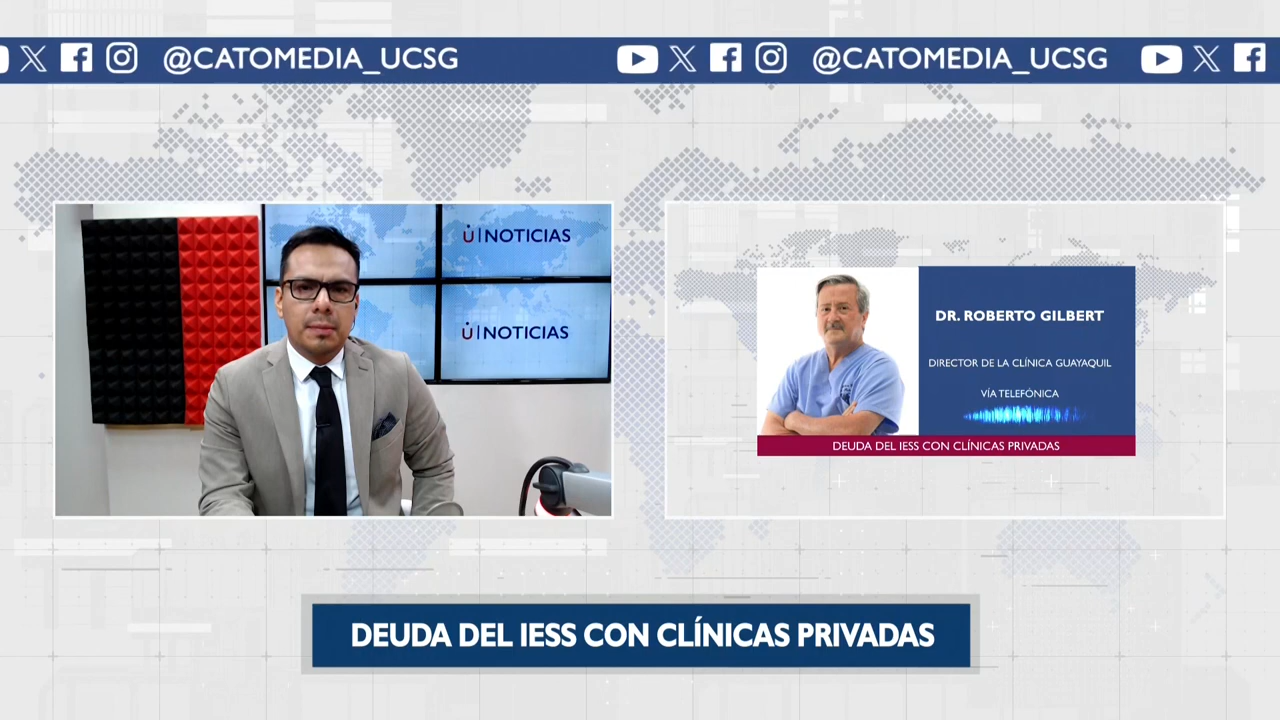 @CATOMEDIA_UCSG
@CATOMEDIA_UCSG
U|NOTICIAS
U|NOTICIAS
DR. ROBERTO GILBERT
DIRECTOR DE LA CLÍNICA GUAYAQUIL
VÍA TELEFÓNICA
DEUDA DEL IESS CON CLÍNICAS PRIVADAS
DEUDA DEL IESS CON CLÍNICAS PRIVADAS